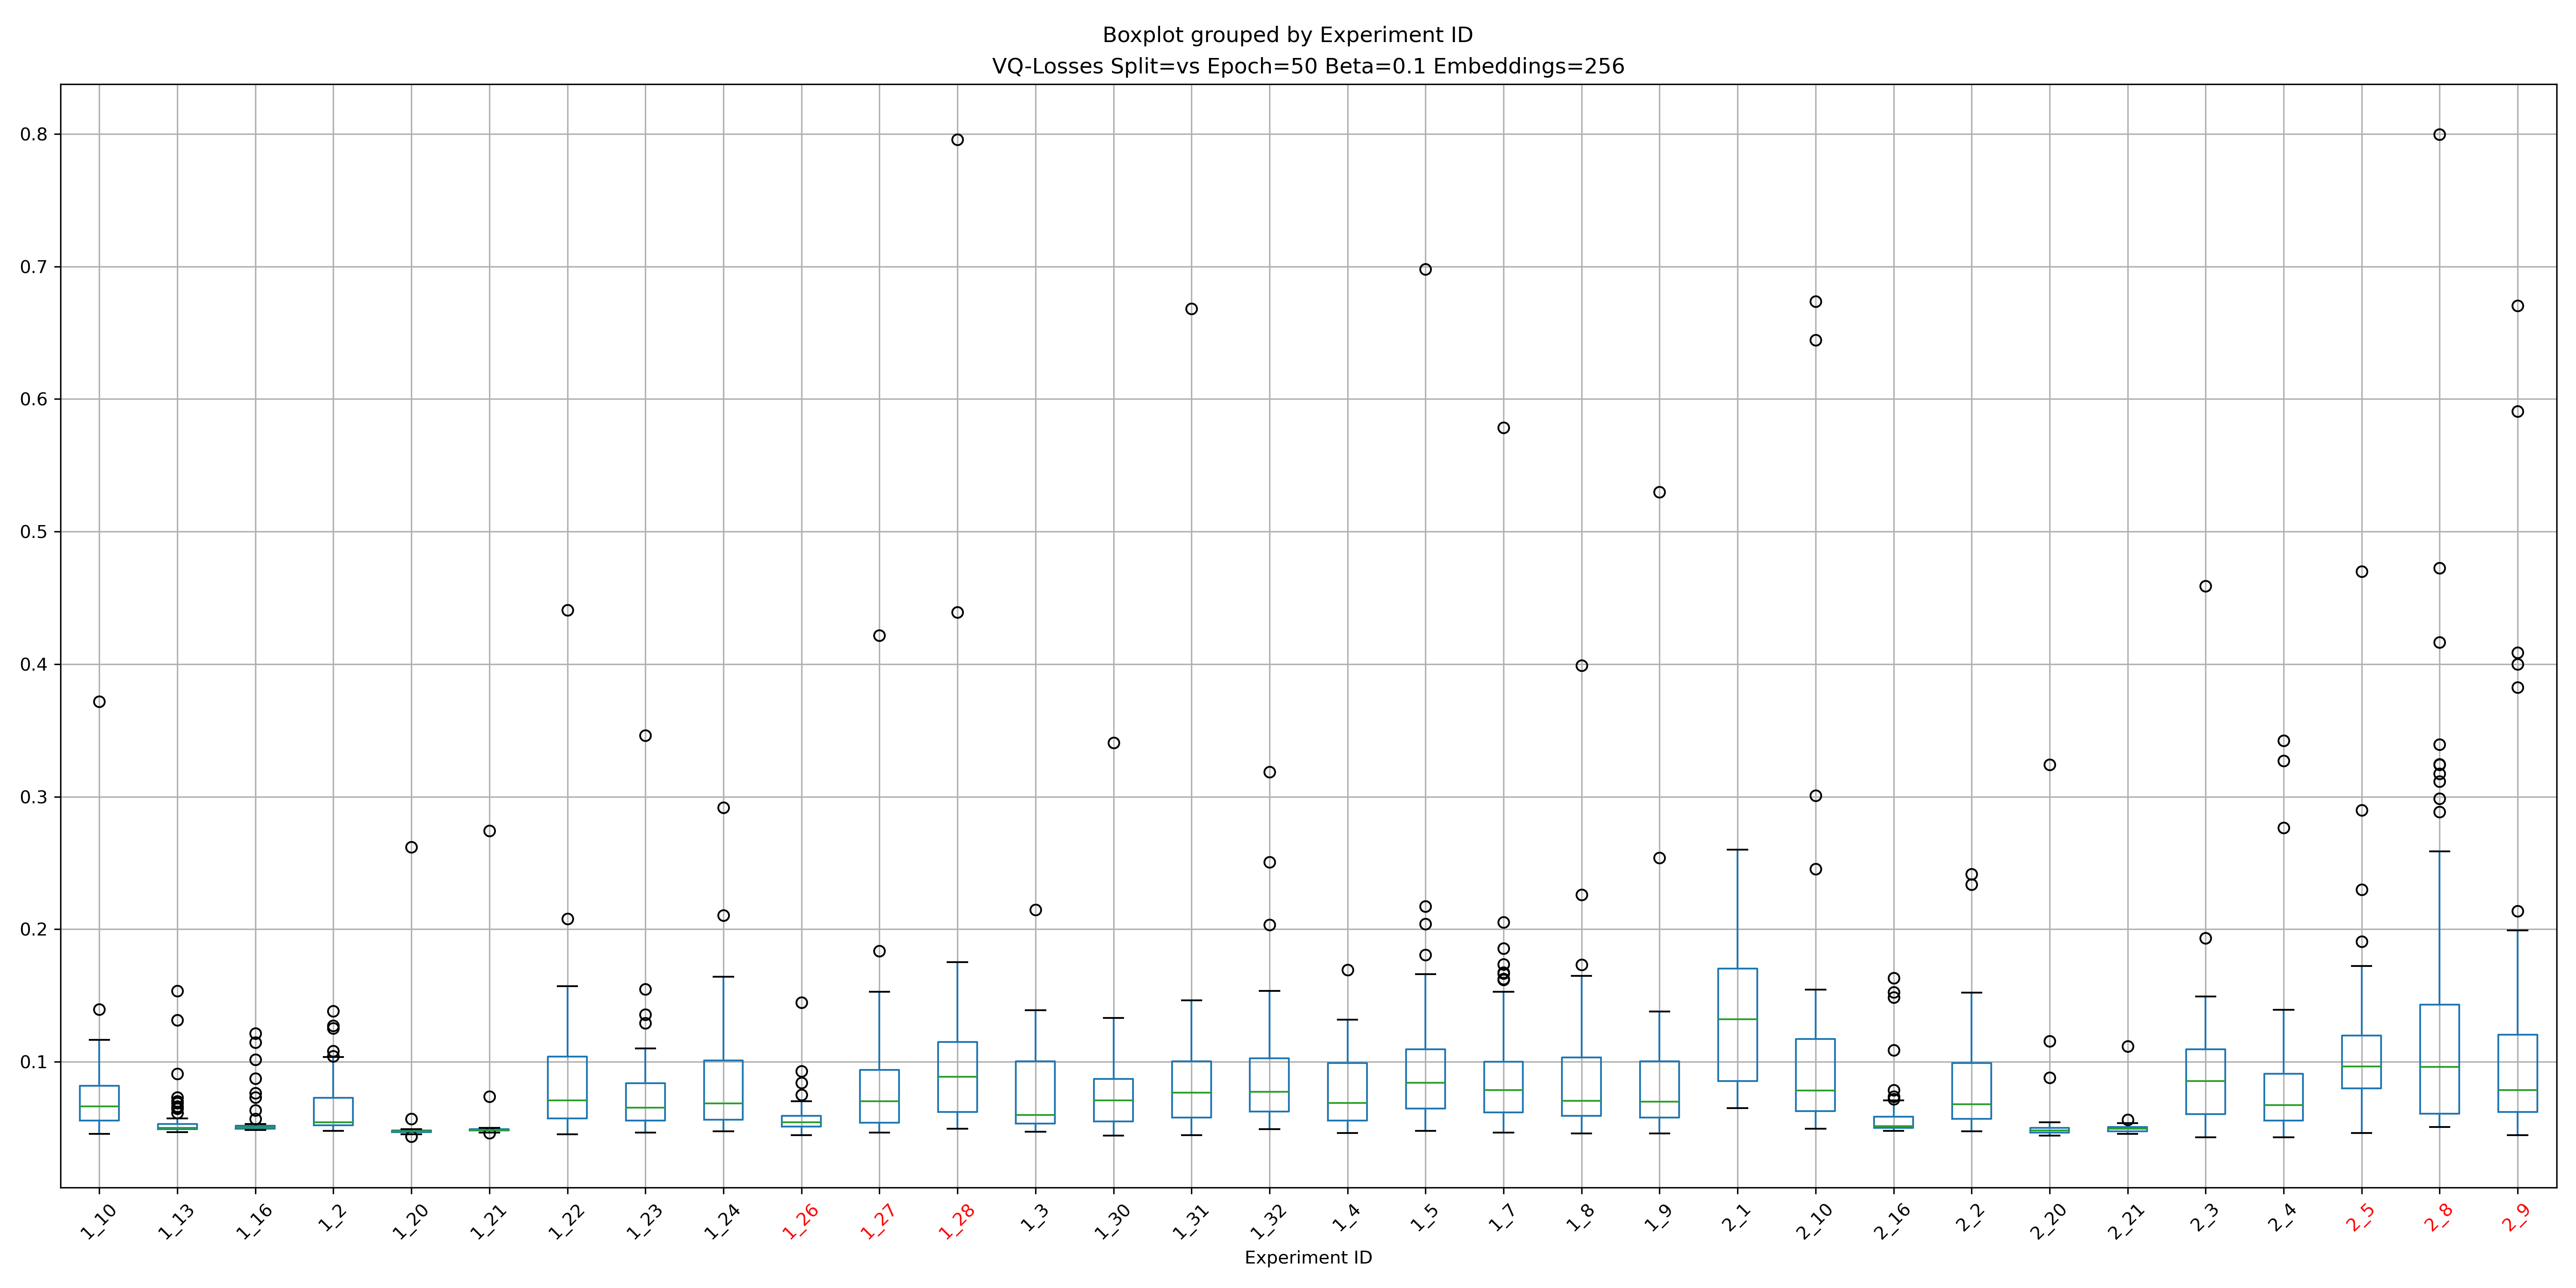 Boxplot grouped by Experiment ID
VQ-Losses Split=vs Epoch=50 Beta=0.1 Embeddings=256
0.8
0.7
0.6
0.5
0.4
0.3
0.2
0.1
1_10 1_13 1_16 1_2 1_20 1_21 1_22 1_23 1_24 1_26 1_27 1_28 1_3 1_30 1_31 1_32 1_4 1_5 1_7 1_8 1_9 2_1 2_10 2_16 2_2 2_20 2_21 2_3 2_4 2_5 2_8 2_9
Experiment ID